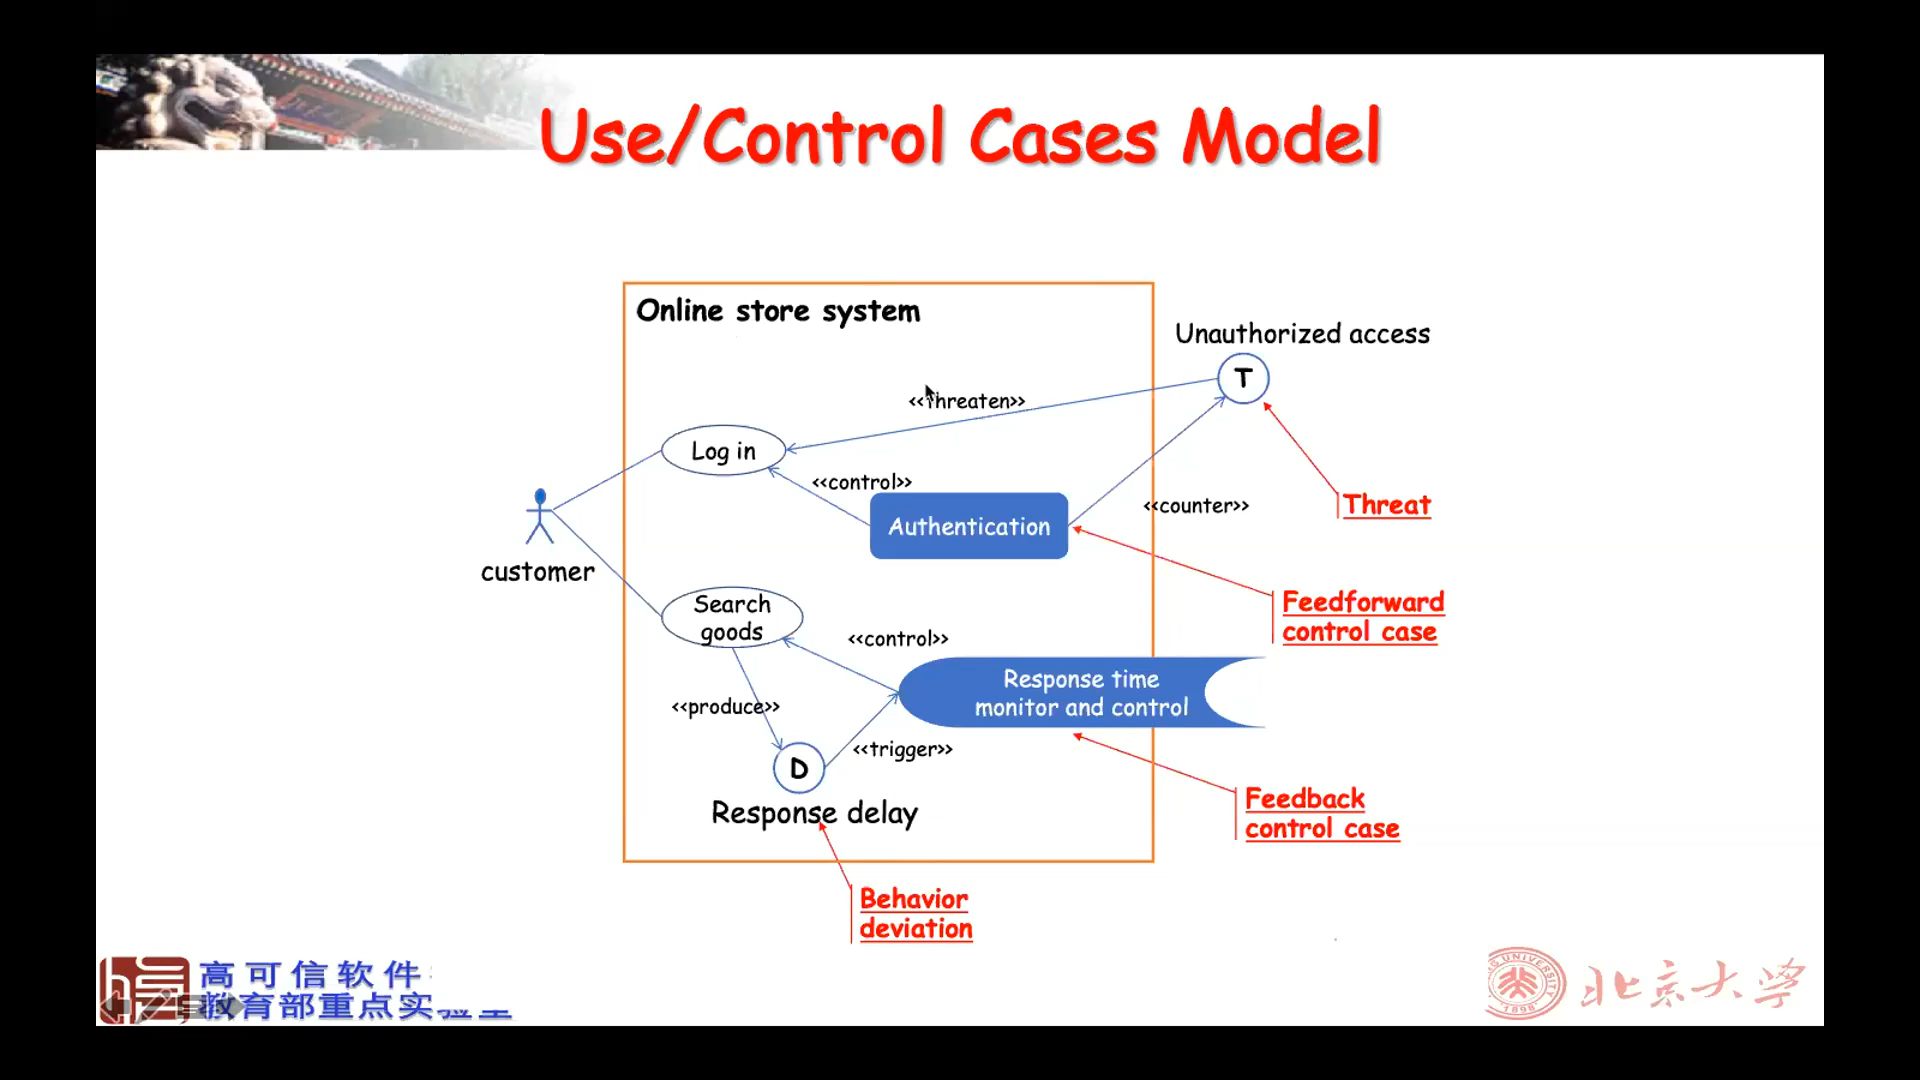 Use/Control Cases Model
Online store system
Unauthorized access
T
<<threaten>>
Log in
<<control>>
Authentication
<<counter>>
Threat
customer
Search
goods
<<control>>
Feedforward
control case
Response time
monitor and control
<<produce>>
<<trigger>>
D
Response delay
Feedback
control case
Behavior
deviation
高可信软件
教育部重点实验室
北京大学
1898